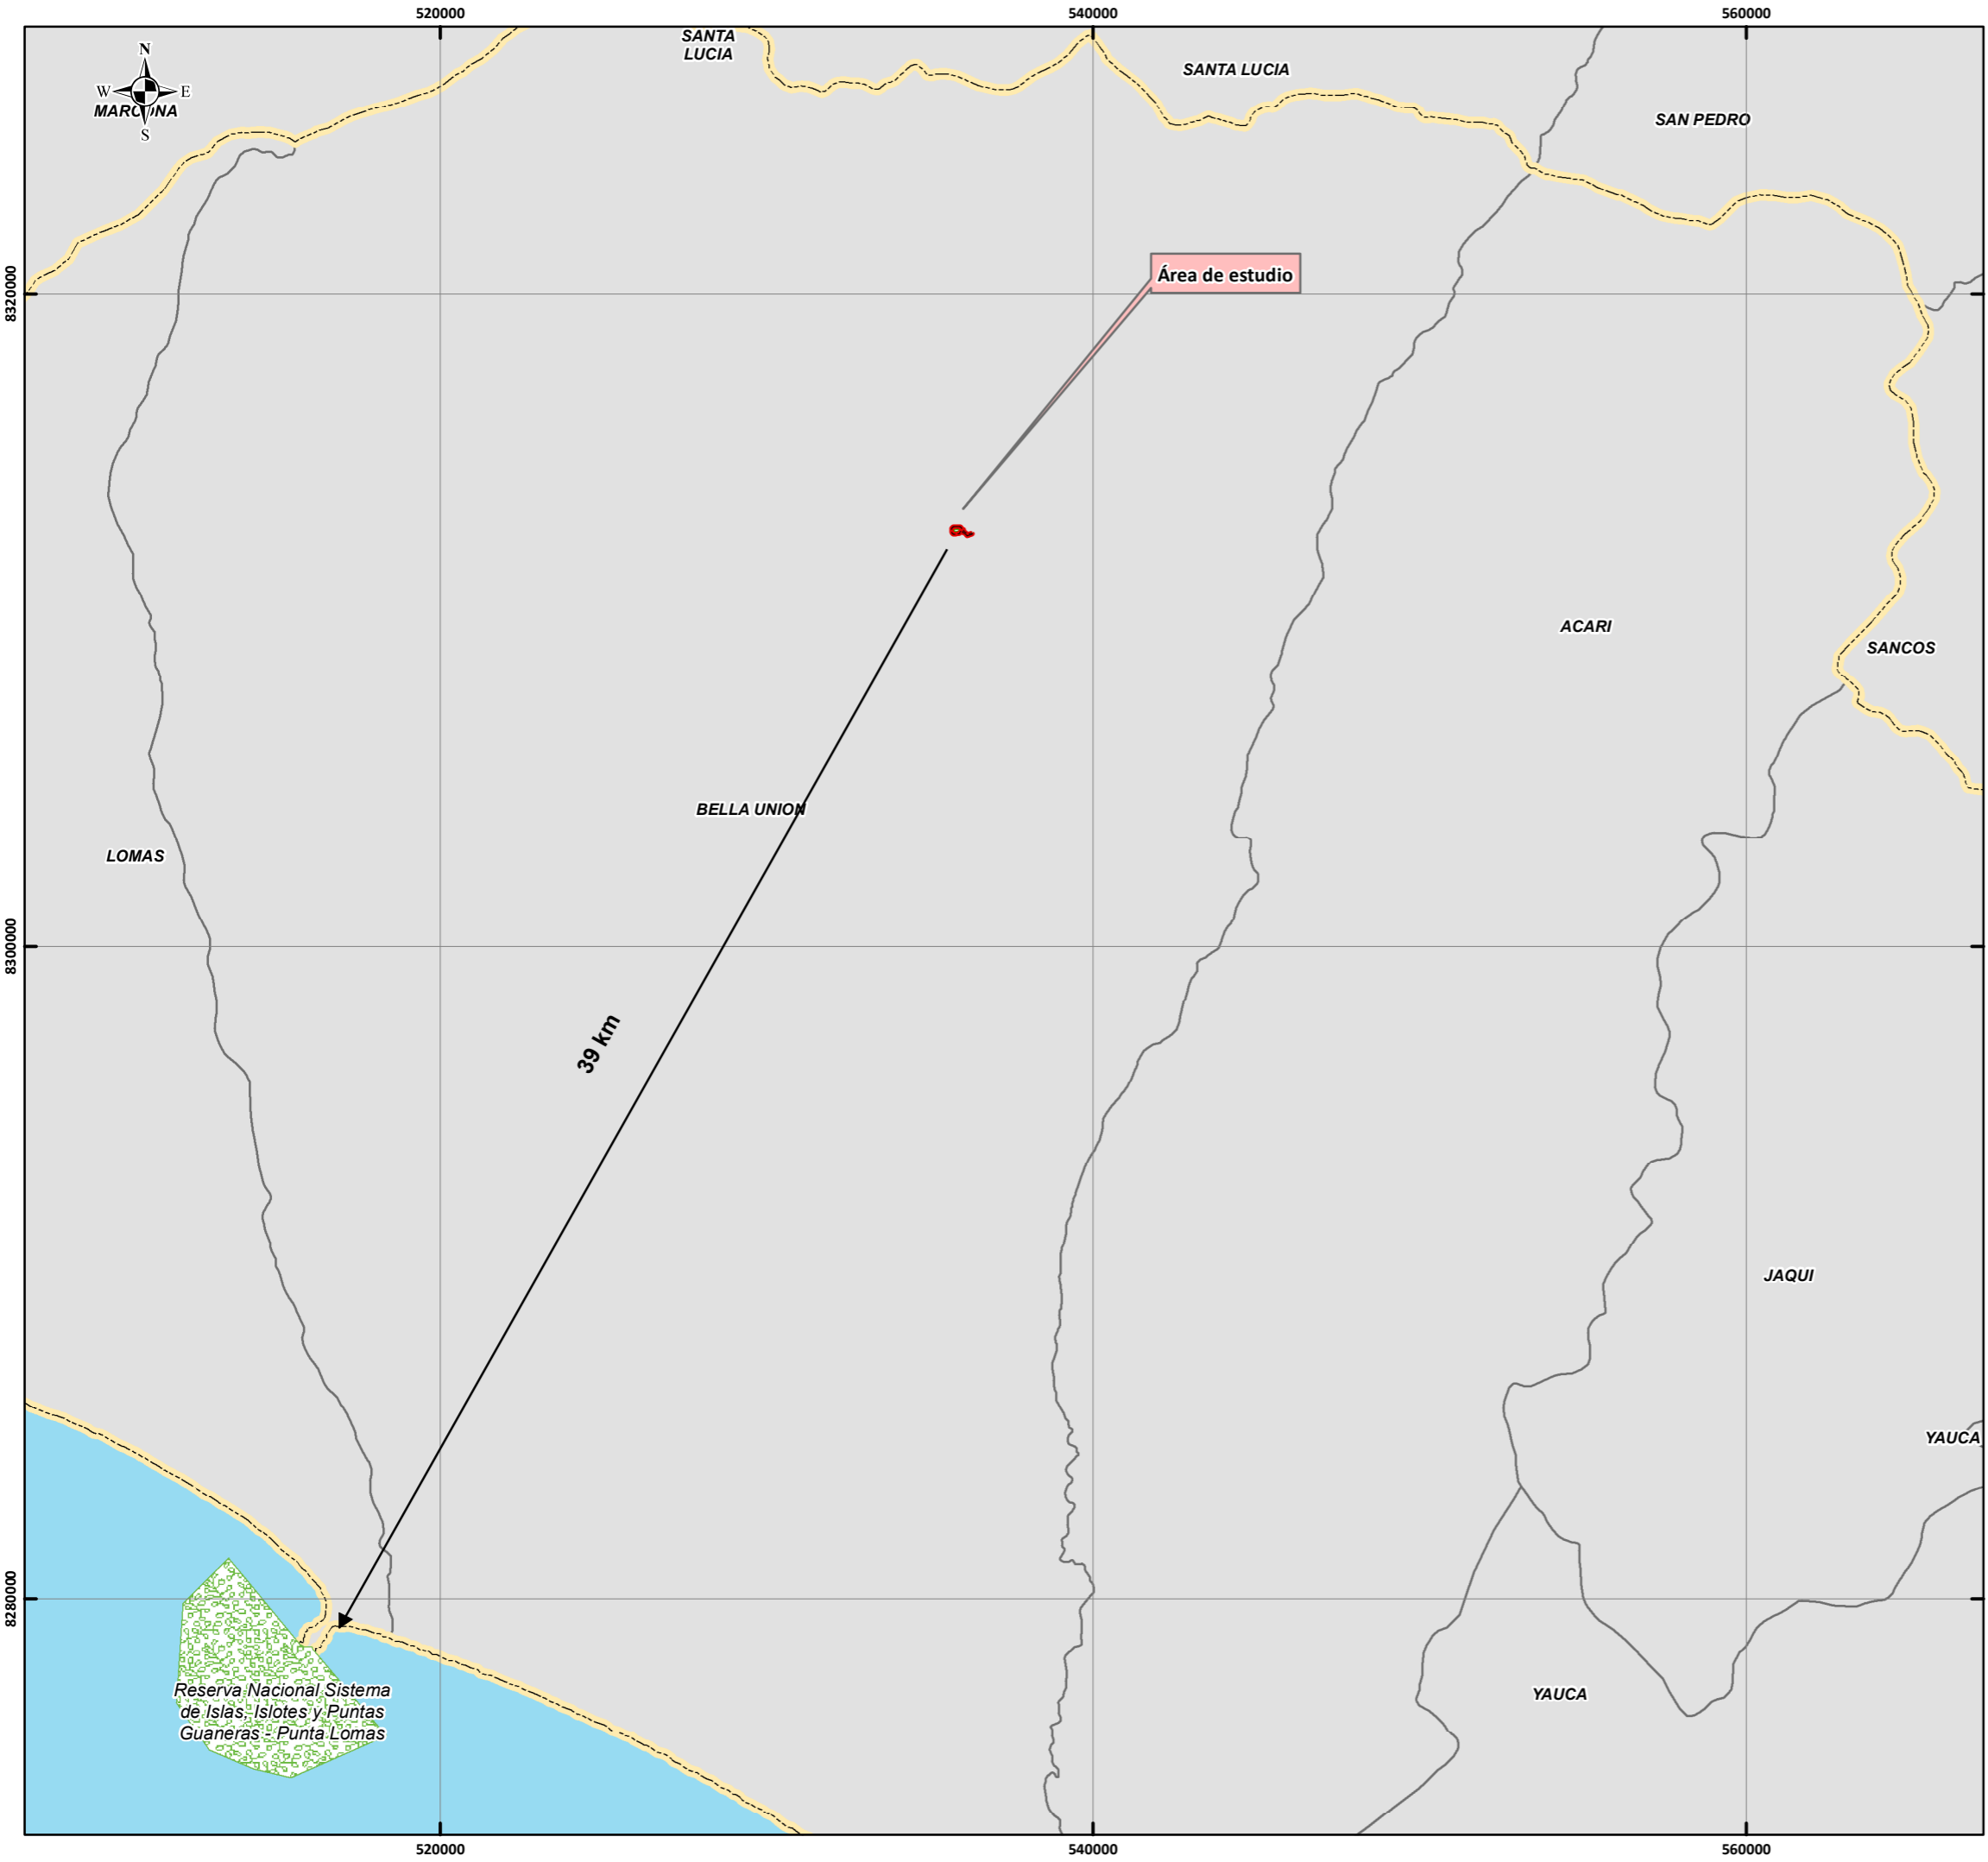 520000
540000
560000
SANTA
LUCIA
N
W
E
S
MARCONA
SANTA LUCIA
SAN PEDRO
8320000
Área de estudio
ACARI
SANCOS
BELLA UNION
LOMAS
8300000
39 km
JAQUI
YAUCA
8280000
Reserva Nacional Sistema
de Islas, Islotes y Puntas
Guaneras - Punta Lomas
YAUCA
520000
540000
560000